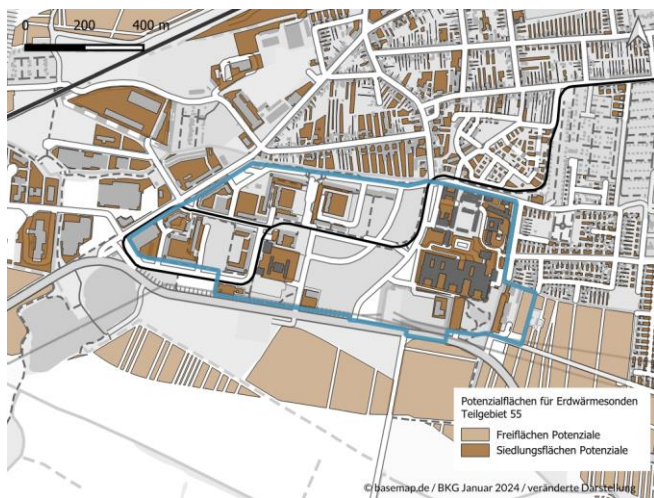 0 200 400 m
Potenzialflächen für Erdwärmesonden
Teilgebiet 55
Freiflächen Potenziale
Siedlungsflächen Potenziale
© basemap.de / BKG Januar 2024 / veränderte Darstellung